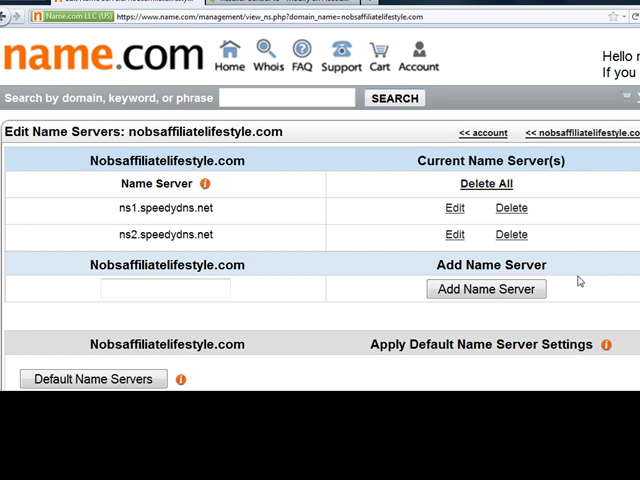 Name.com LLC (US) https://www.name.com/management/view_ns.php?domain_name=nobsaffiliatelifestyle.com
name.com Home Whois FAQ Support Cart Account
Hello
If you
Search by domain, keyword, or phrase SEARCH
Edit Name Servers: nobsaffiliatelifestyle.com << account << nobsaffiliatelifestyle.co
Nobsaffiliatelifestyle.com Current Name Server(s)
Name Server Delete All
ns1.speedydns.net Edit Delete
ns2.speedydns.net Edit Delete
Nobsaffiliatelifestyle.com Add Name Server
Add Name Server
Nobsaffiliatelifestyle.com Apply Default Name Server Settings
Default Name Servers